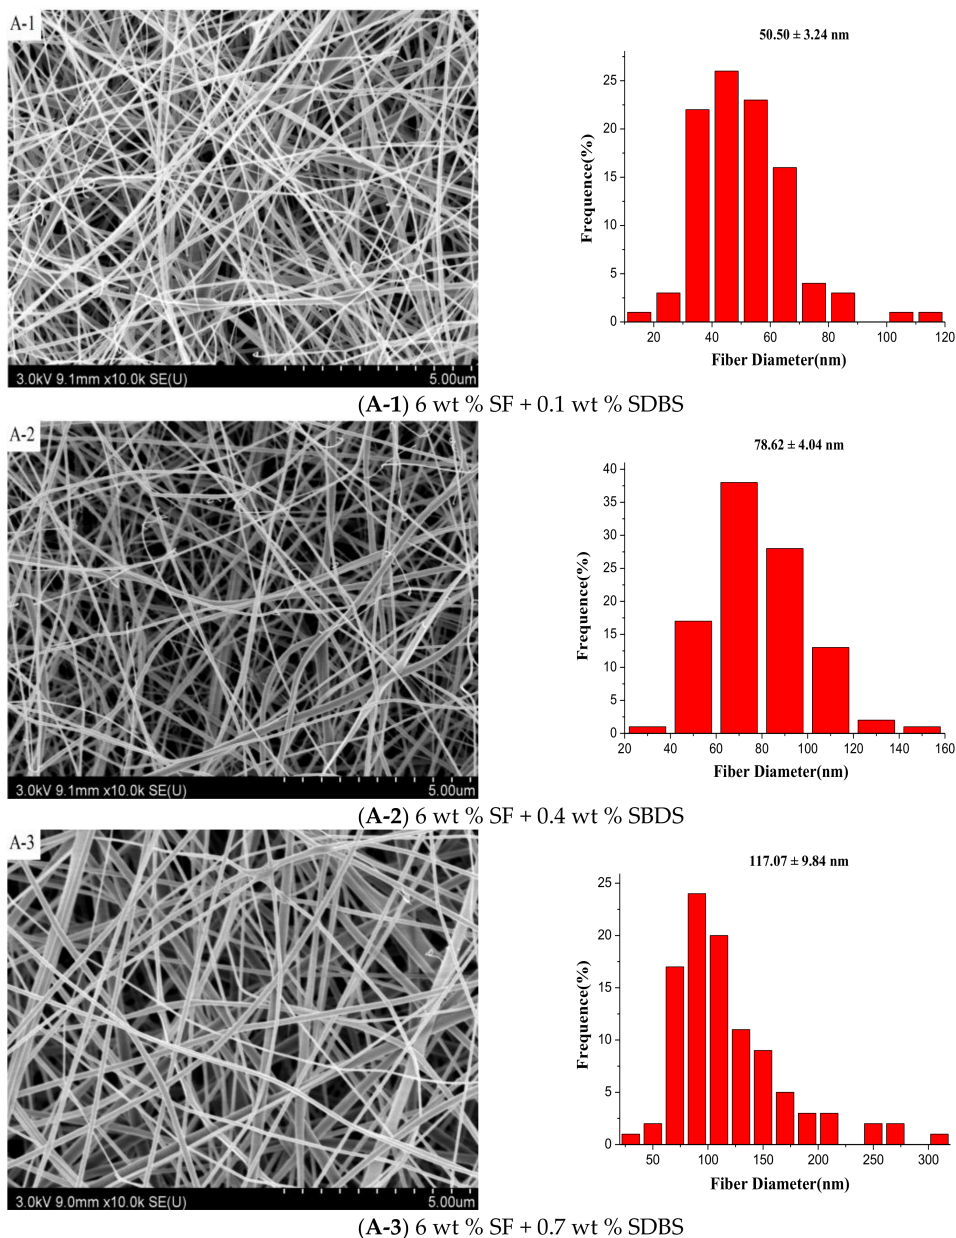 A-1
50.50 ± 3.24 nm
Frequence(%)
25
20
15
10
5
0
20 40 60 80 100 120
Fiber Diameter(nm)
3.0kV 9.1mm x10.0k SE(U) 5.00um
(A-1) 6 wt % SF + 0.1 wt % SDBS
A-2
78.62 ± 4.04 nm
Frequence(%)
40
35
30
25
20
15
10
5
0
20 40 60 80 100 120 140 160
Fiber Diameter(nm)
3.0kV 9.1mm x10.0k SE(U) 5.00um
(A-2) 6 wt % SF + 0.4 wt % SBDS
A-3
117.07 ± 9.84 nm
Frequence(%)
25
20
15
10
5
0
50 100 150 200 250 300
Fiber Diameter(nm)
3.0kV 9.0mm x10.0k SE(U) 5.00um
(A-3) 6 wt % SF + 0.7 wt % SDBS